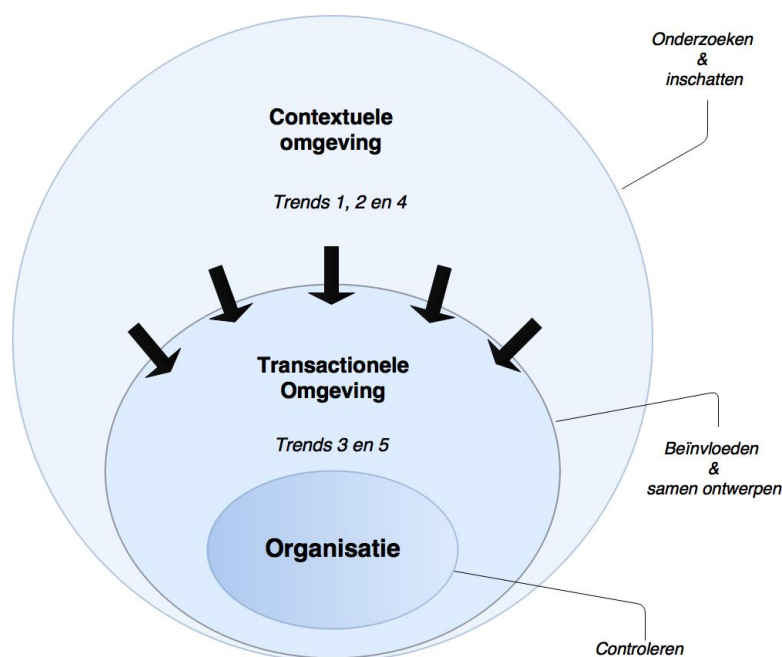 Onderzoeken
&
inschatten
Contextuele
omgeving
Trends 1, 2 en 4
Transactionele
Omgeving
Trends 3 en 5
Beïnvloeden
&
samen ontwerpen
Organisatie
Controleren